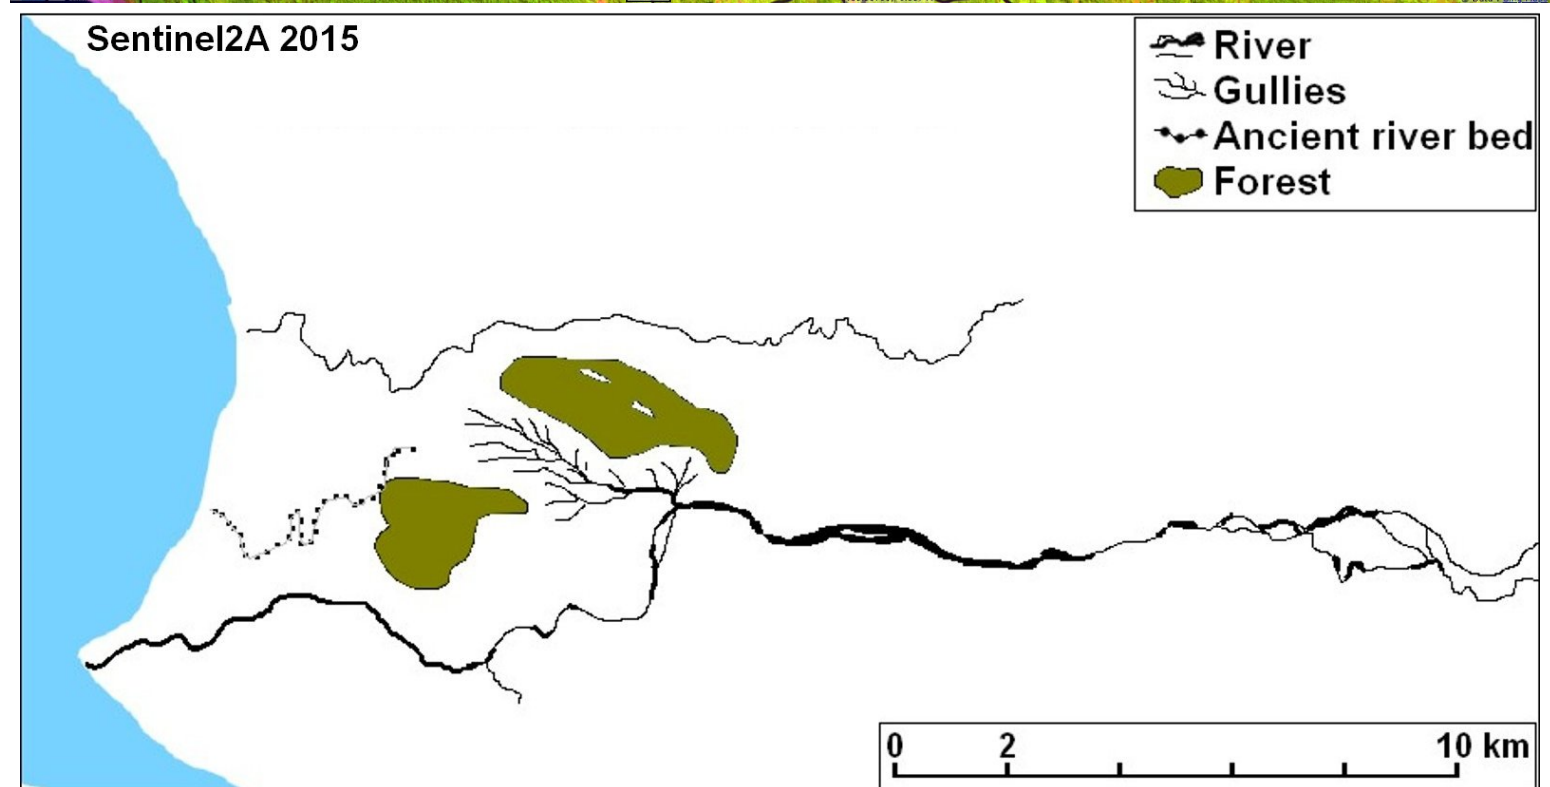 Sentinel2A 2015
River
Gullies
Ancient river bed
Forest
0 2 10 km